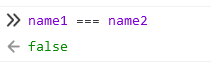 name1 === name2
false